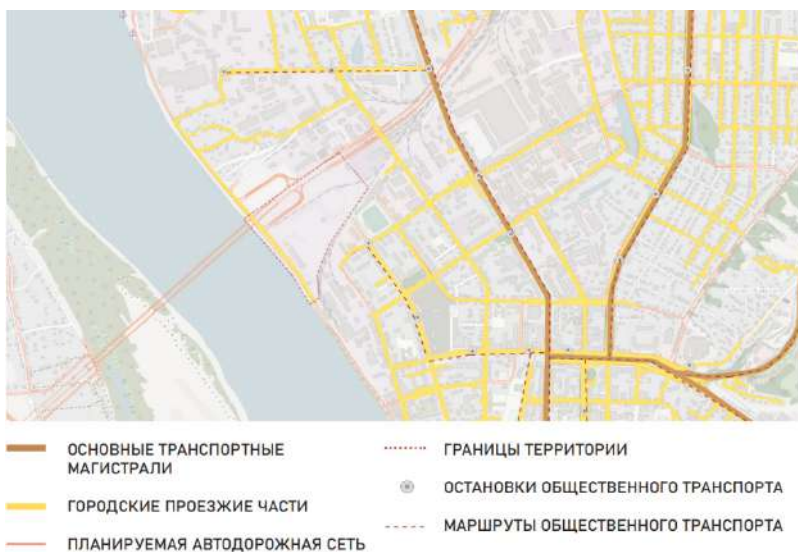 ОСНОВНЫЕ ТРАНСПОРТНЫЕ
МАГИСТРАЛИ
ГОРОДСКИЕ ПРОЕЗЖИЕ ЧАСТИ
ПЛАНИРУЕМАЯ АВТОДОРОЖНАЯ СЕТЬ
ГРАНИЦЫ ТЕРРИТОРИИ
ОСТАНОВКИ ОБЩЕСТВЕННОГО ТРАНСПОРТА
МАРШРУТЫ ОБЩЕСТВЕННОГО ТРАНСПОРТА